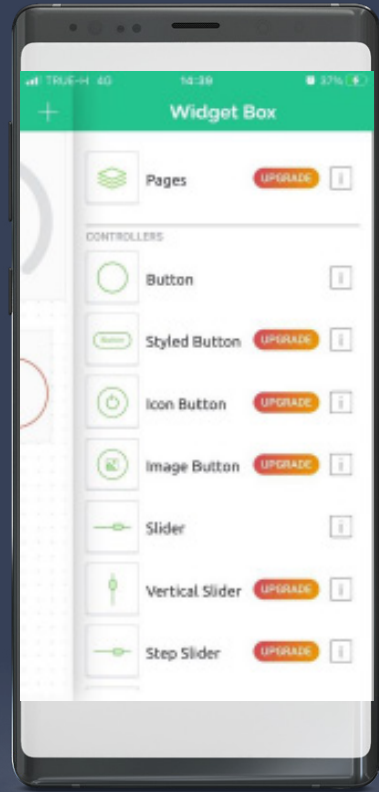 TRUE-H 4G 14:39 37%
+ Widget Box
Pages UPGRADE i
CONTROLLERS
Button i
Button Styled Button UPGRADE i
Icon Button UPGRADE i
Image Button UPGRADE i
Slider i
Vertical Slider UPGRADE i
Step Slider UPGRADE i